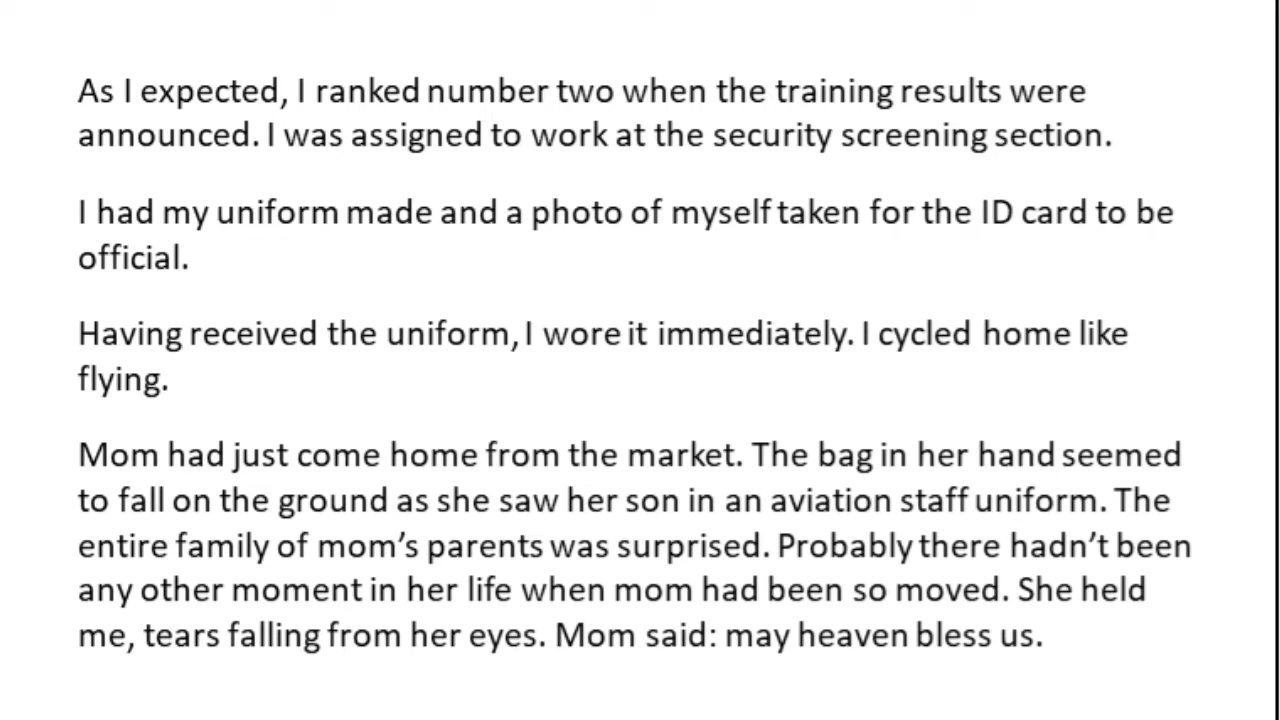 As I expected, I ranked number two when the training results were
announced. I was assigned to work at the security screening section.
I had my uniform made and a photo of myself taken for the ID card to be
official.
Having received the uniform, I wore it immediately. I cycled home like
flying.
Mom had just come home from the market. The bag in her hand seemed
to fall on the ground as she saw her son in an aviation staff uniform. The
entire family of mom’s parents was surprised. Probably there hadn’t been
any other moment in her life when mom had been so moved. She held
me, tears falling from her eyes. Mom said: may heaven bless us.